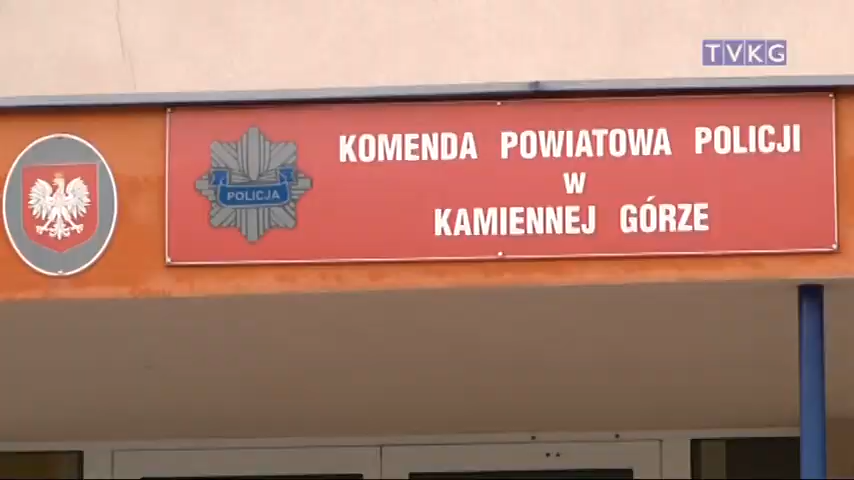 TVKG
KOMENDA POWIATOWA POLICJI
W
KAMIENNEJ GÓRZE
POLICJA